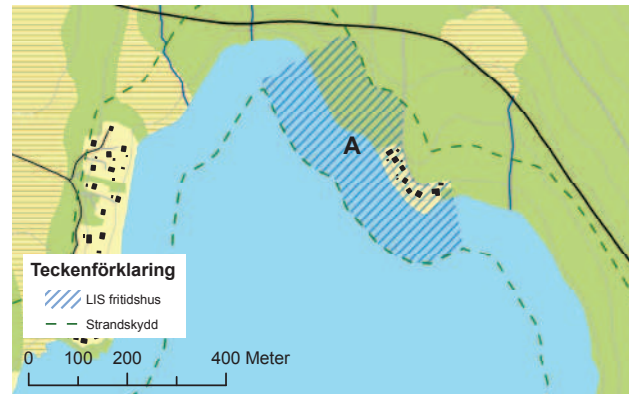 A
Teckenförklaring
LIS fritidshus
Strandskydd
0 100 200 400 Meter